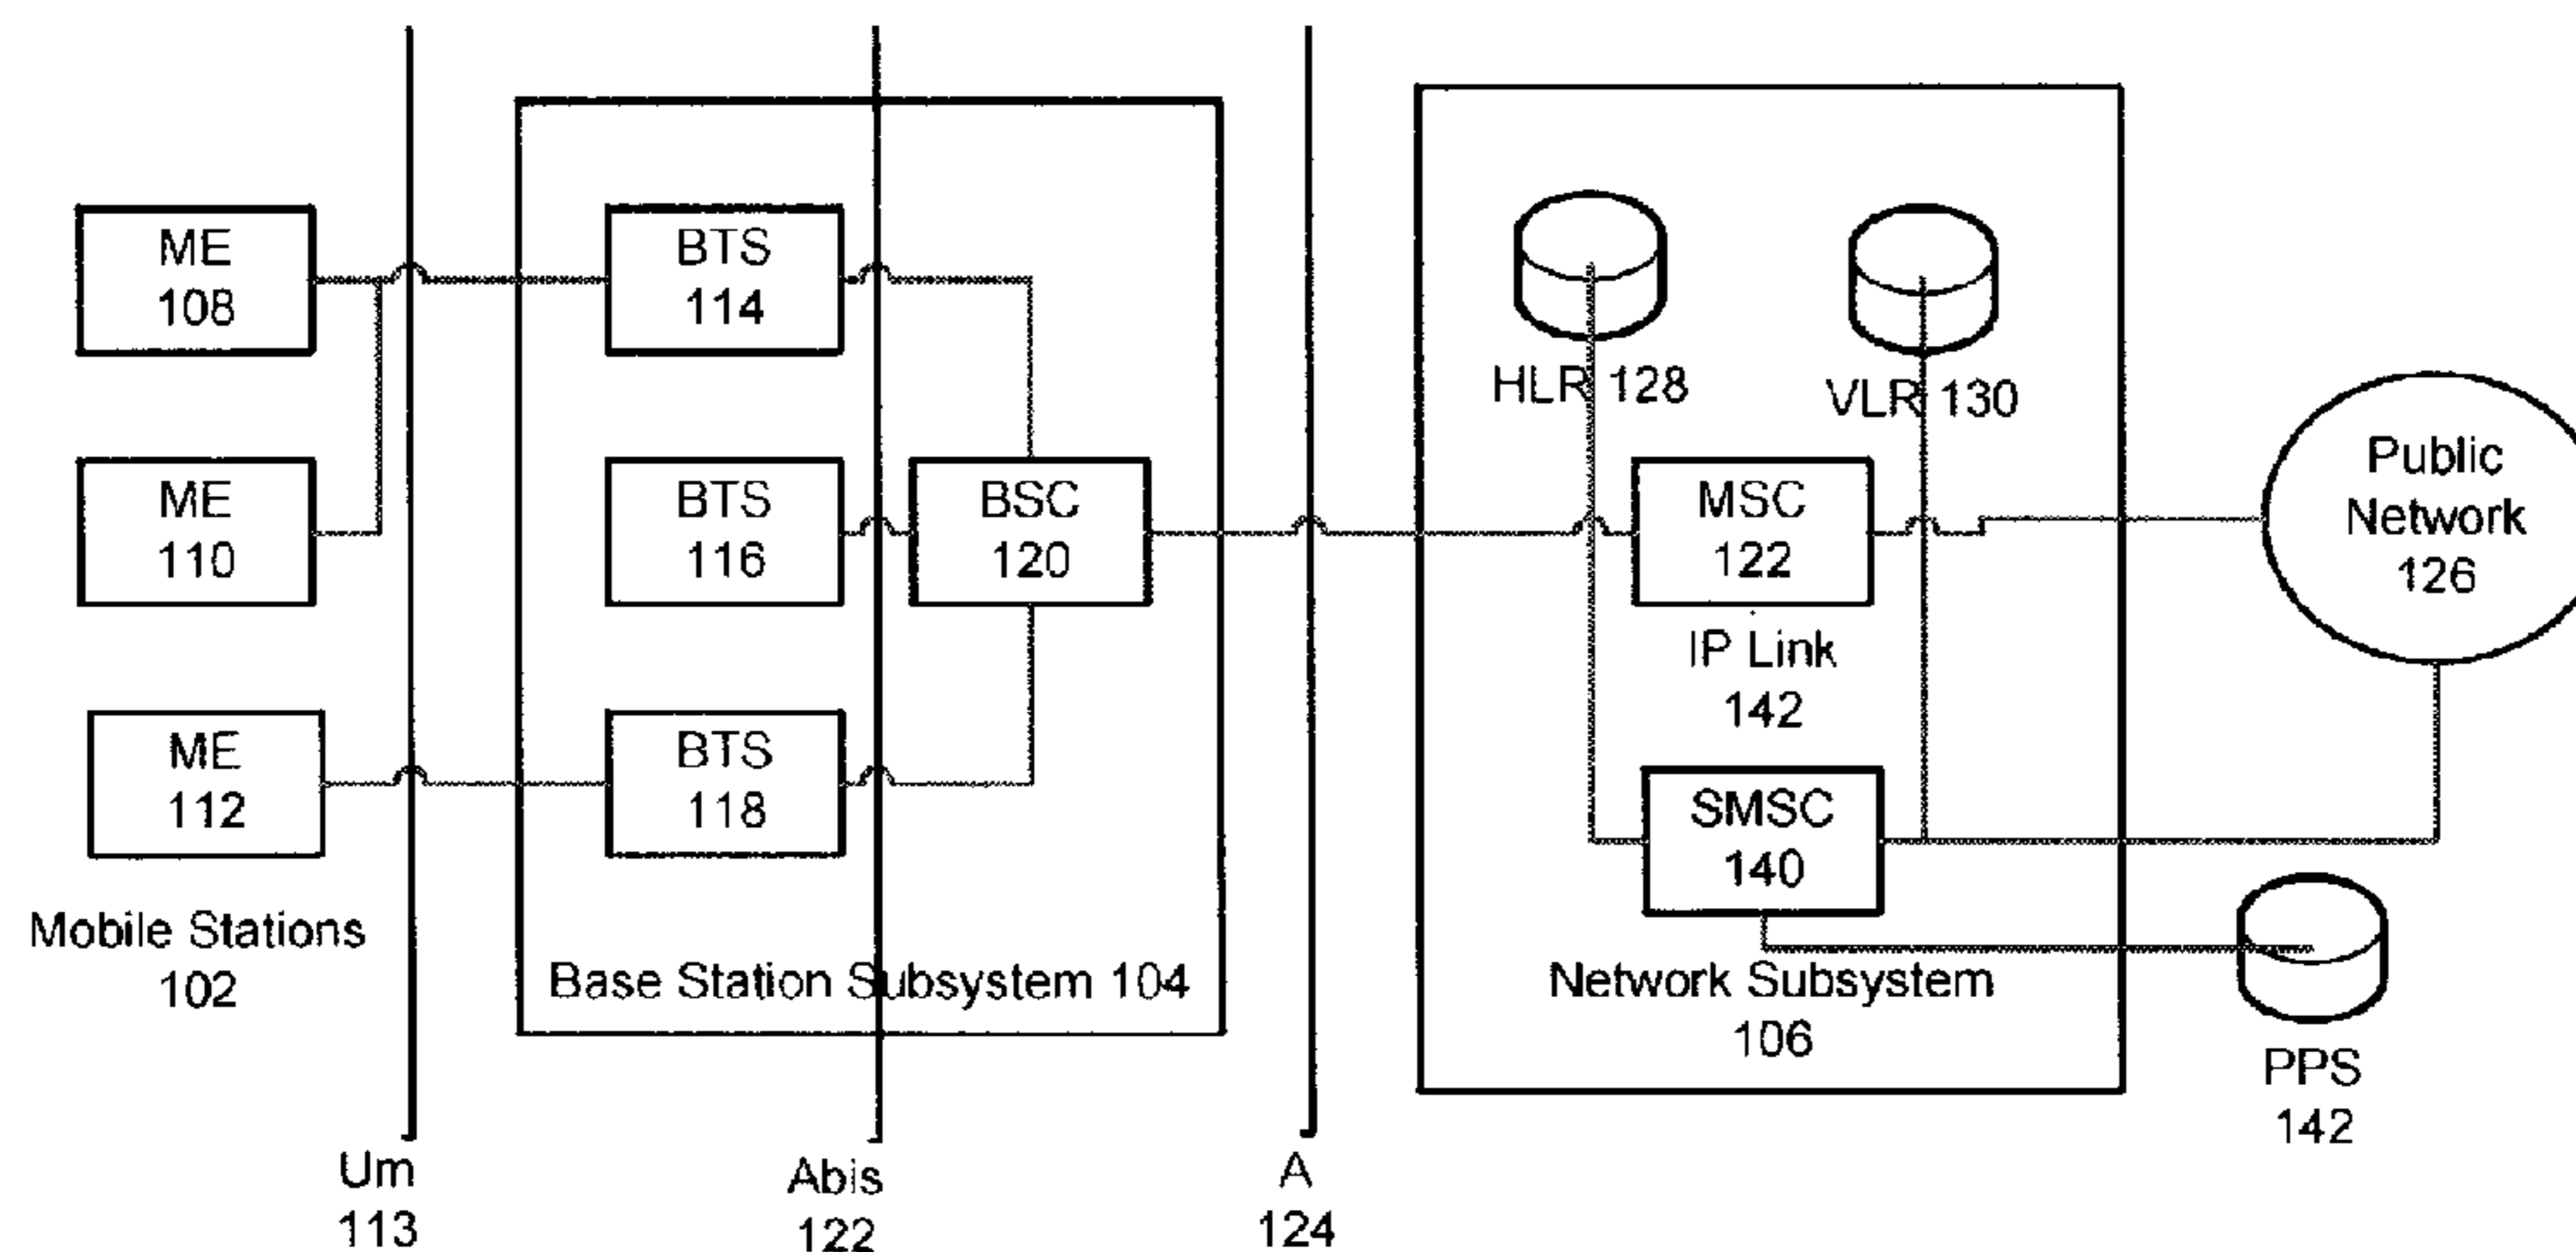 ME
108
ME
110
ME
112
Mobile Stations
102
Um
113
BTS
114
BTS
116
BTS
118
BSC
120
Base Station Subsystem 104
Abis
122
A
124
HLR 128
VLR 130
MSC
122
IP Link
142
SMSC
140
Network Subsystem
106
Public
Network
126
PPS
142